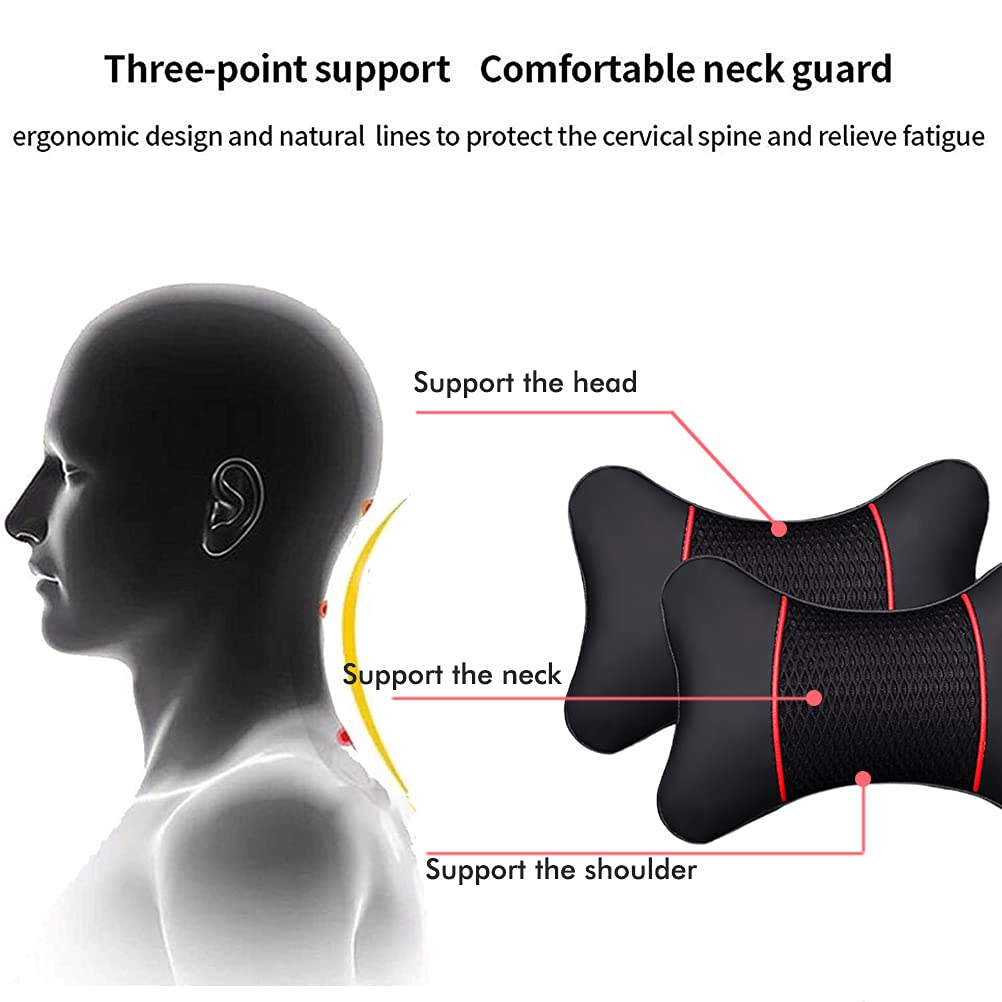 Three-point support Comfortable neck guard
ergonomic design and natural lines to protect the cervical spine and relieve fatigue
Support the head
Support the neck
Support the shoulder